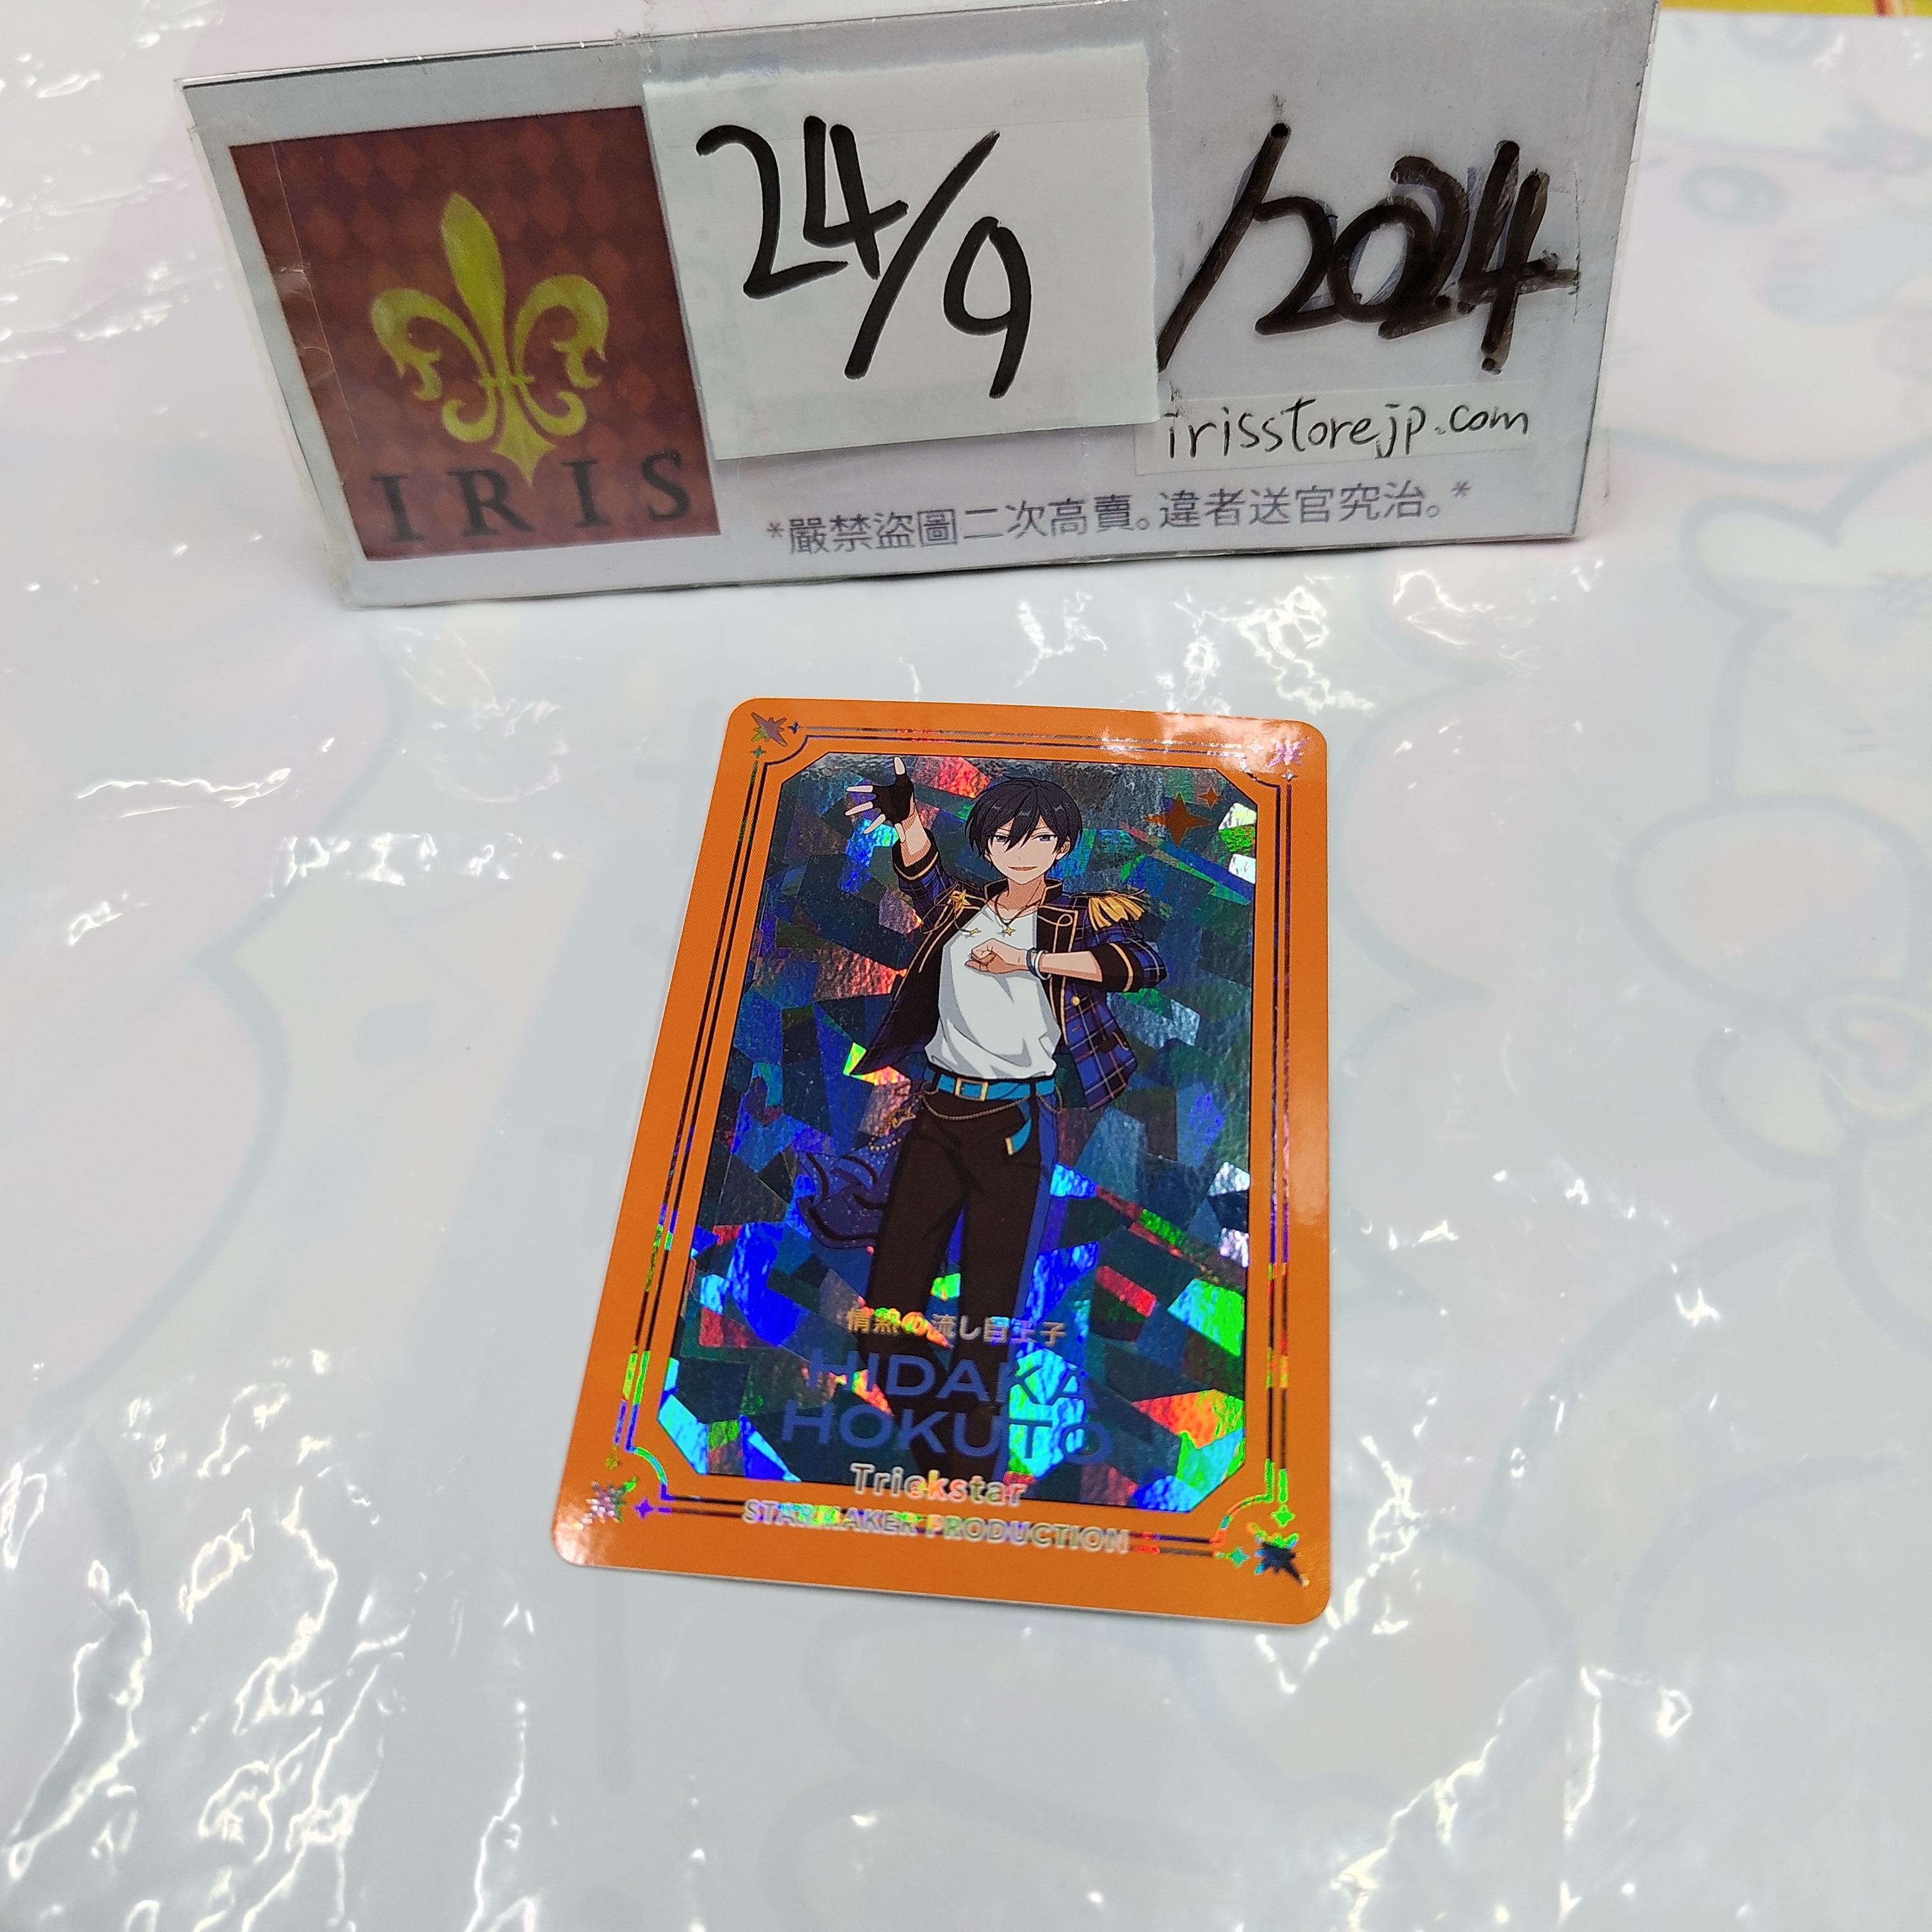 24/9/2024
irisstorejp.com
IRIS
*嚴禁盜圖二次高賣。違者送官究治。*
情熱の流し目王子
HIDAKA
HOKUTO
Trickstar
STARMAKER PRODUCTION